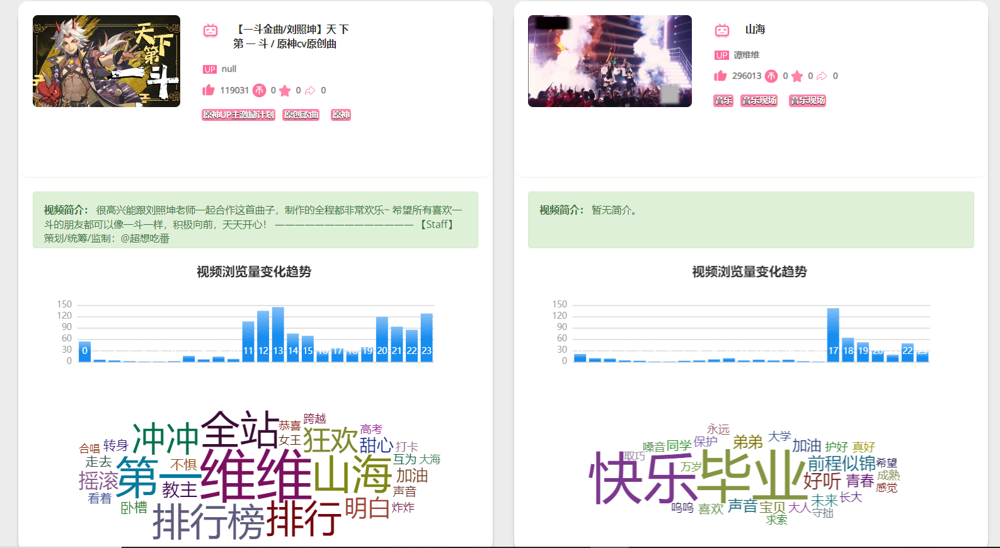 天下第
一斗
【一斗金曲/刘照坤】天 下
第 一 斗 / 原神cv原创曲
UP null
119031 0 0 0
原神UP主激励计划 原创歌曲 原神
视频简介： 很高兴能跟刘照坤老师一起合作这首曲子，制作的全程都非常欢乐~ 希望所有喜欢一
斗的朋友都可以像一斗一样，积极向前，天天开心！ —————————————— 【Staff】
策划/统筹/监制：@超想吃番
视频浏览量变化趋势
150
120
90
60
30
0
0 11 12 13 14 15 16 17 18 19 20 21 22 23
全站 恭喜 跨越
冲冲 女王 狂欢 高考
合唱 转身 甜心 打卡
走去 第一 不惧 维维 山海 互为 大海
摇滚 教主 加油
看着 声音
卧槽 排行榜 排行 明白 炸炸
山海
UP 谭维维
296013 0 0 0
音乐 音乐现场 音乐现场
视频简介： 暂无简介。
视频浏览量变化趋势
150
120
90
60
30
0
17 18 19 20 22
永远 保护 弟弟 大学
嗓音 同学 加油 护好 真好
取巧 快乐 万岁 毕业 前程似锦 希望
好听 青春 成熟
感觉
呜呜 喜欢 声音 宝贝 大人 未来 长大
求索 守拙